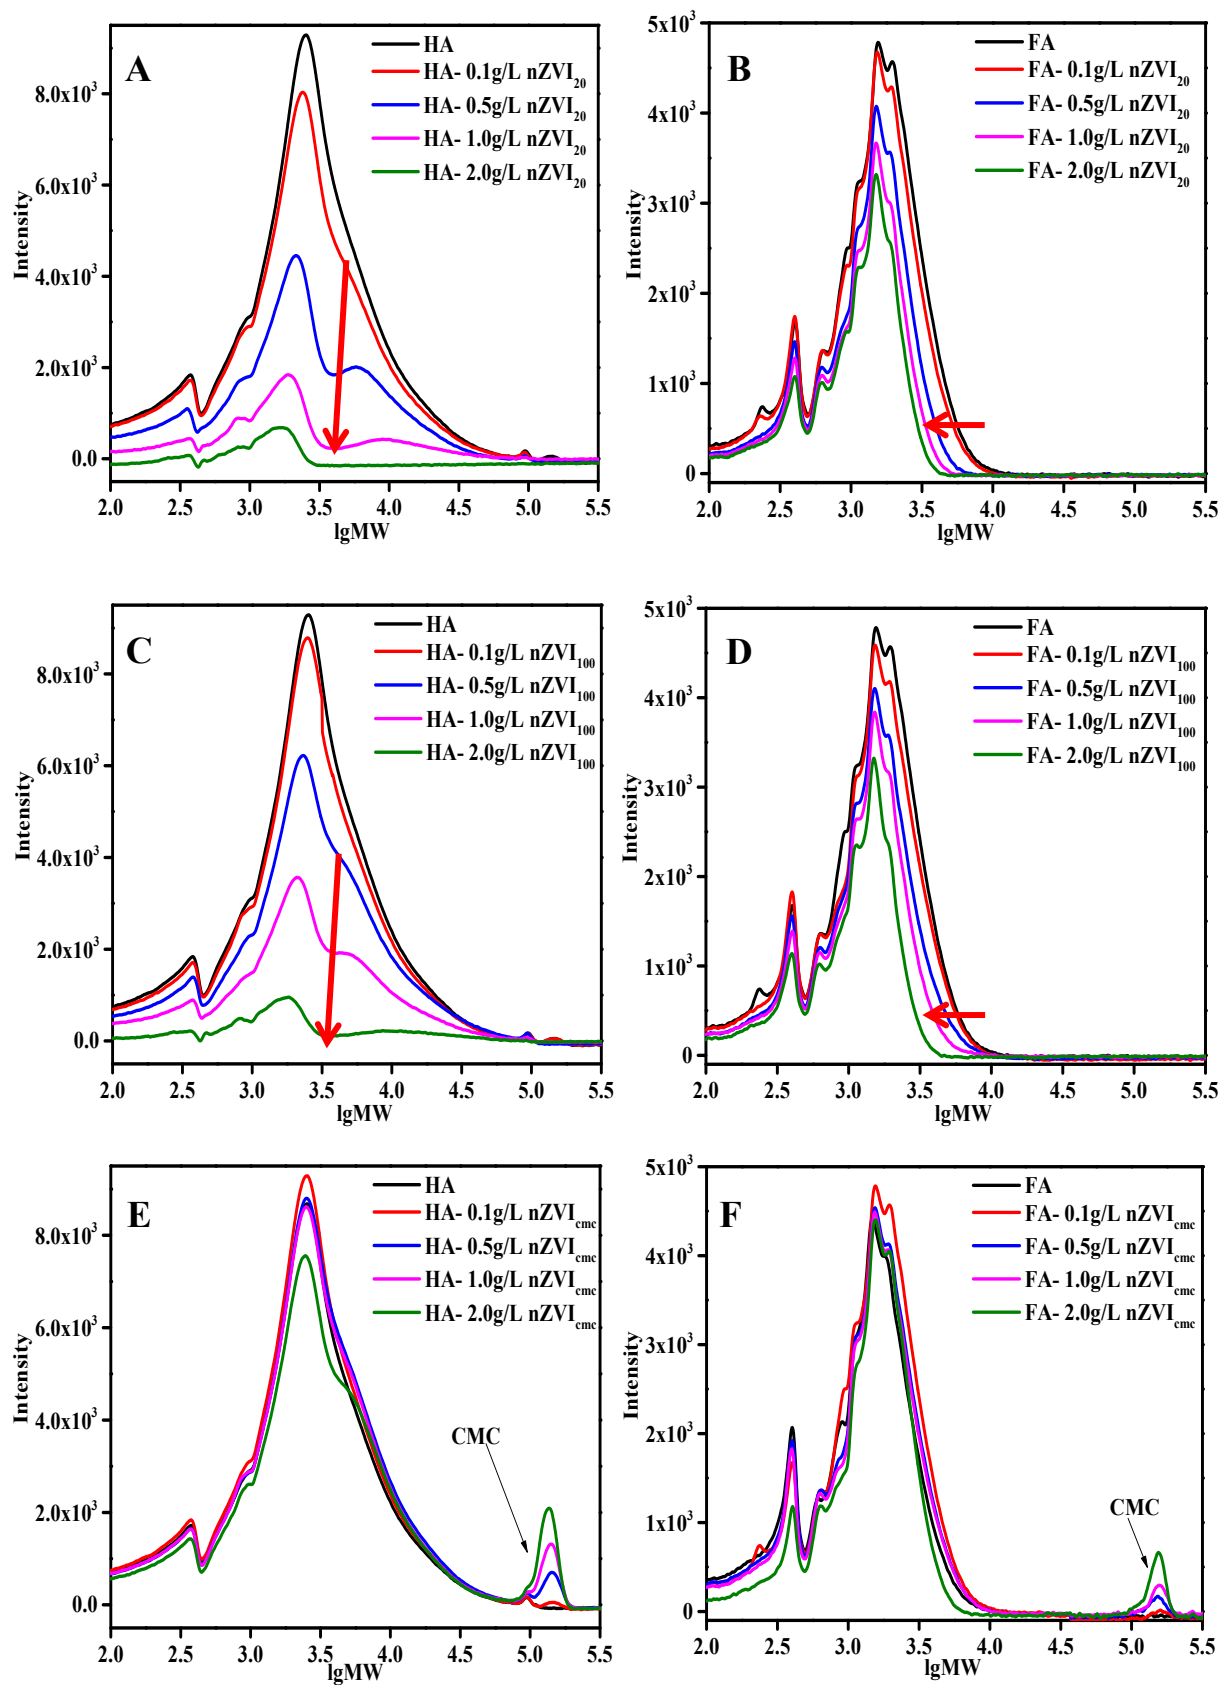 A
HA
HA- 0.1g/L nZVI20
HA- 0.5g/L nZVI20
HA- 1.0g/L nZVI20
HA- 2.0g/L nZVI20
Intensity
8.0x10³
6.0x10³
4.0x10³
2.0x10³
0.0
2.0 2.5 3.0 3.5 4.0 4.5 5.0 5.5
lgMW
B
FA
FA- 0.1g/L nZVI20
FA- 0.5g/L nZVI20
FA- 1.0g/L nZVI20
FA- 2.0g/L nZVI20
Intensity
5x10³
4x10³
3x10³
2x10³
1x10³
0
2.0 2.5 3.0 3.5 4.0 4.5 5.0 5.5
lgMW
C
HA
HA- 0.1g/L nZVI100
HA- 0.5g/L nZVI100
HA- 1.0g/L nZVI100
HA- 2.0g/L nZVI100
Intensity
8.0x10³
6.0x10³
4.0x10³
2.0x10³
0.0
2.0 2.5 3.0 3.5 4.0 4.5 5.0 5.5
lgMW
D
FA
FA- 0.1g/L nZVI100
FA- 0.5g/L nZVI100
FA- 1.0g/L nZVI100
FA- 2.0g/L nZVI100
Intensity
5x10³
4x10³
3x10³
2x10³
1x10³
0
2.0 2.5 3.0 3.5 4.0 4.5 5.0 5.5
lgMW
E
HA
HA- 0.1g/L nZVIcmc
HA- 0.5g/L nZVIcmc
HA- 1.0g/L nZVIcmc
HA- 2.0g/L nZVIcmc
CMC
Intensity
8.0x10³
6.0x10³
4.0x10³
2.0x10³
0.0
2.0 2.5 3.0 3.5 4.0 4.5 5.0 5.5
lgMW
F
FA
FA- 0.1g/L nZVIcmc
FA- 0.5g/L nZVIcmc
FA- 1.0g/L nZVIcmc
FA- 2.0g/L nZVIcmc
CMC
Intensity
5x10³
4x10³
3x10³
2x10³
1x10³
0
2.0 2.5 3.0 3.5 4.0 4.5 5.0 5.5
lgMW